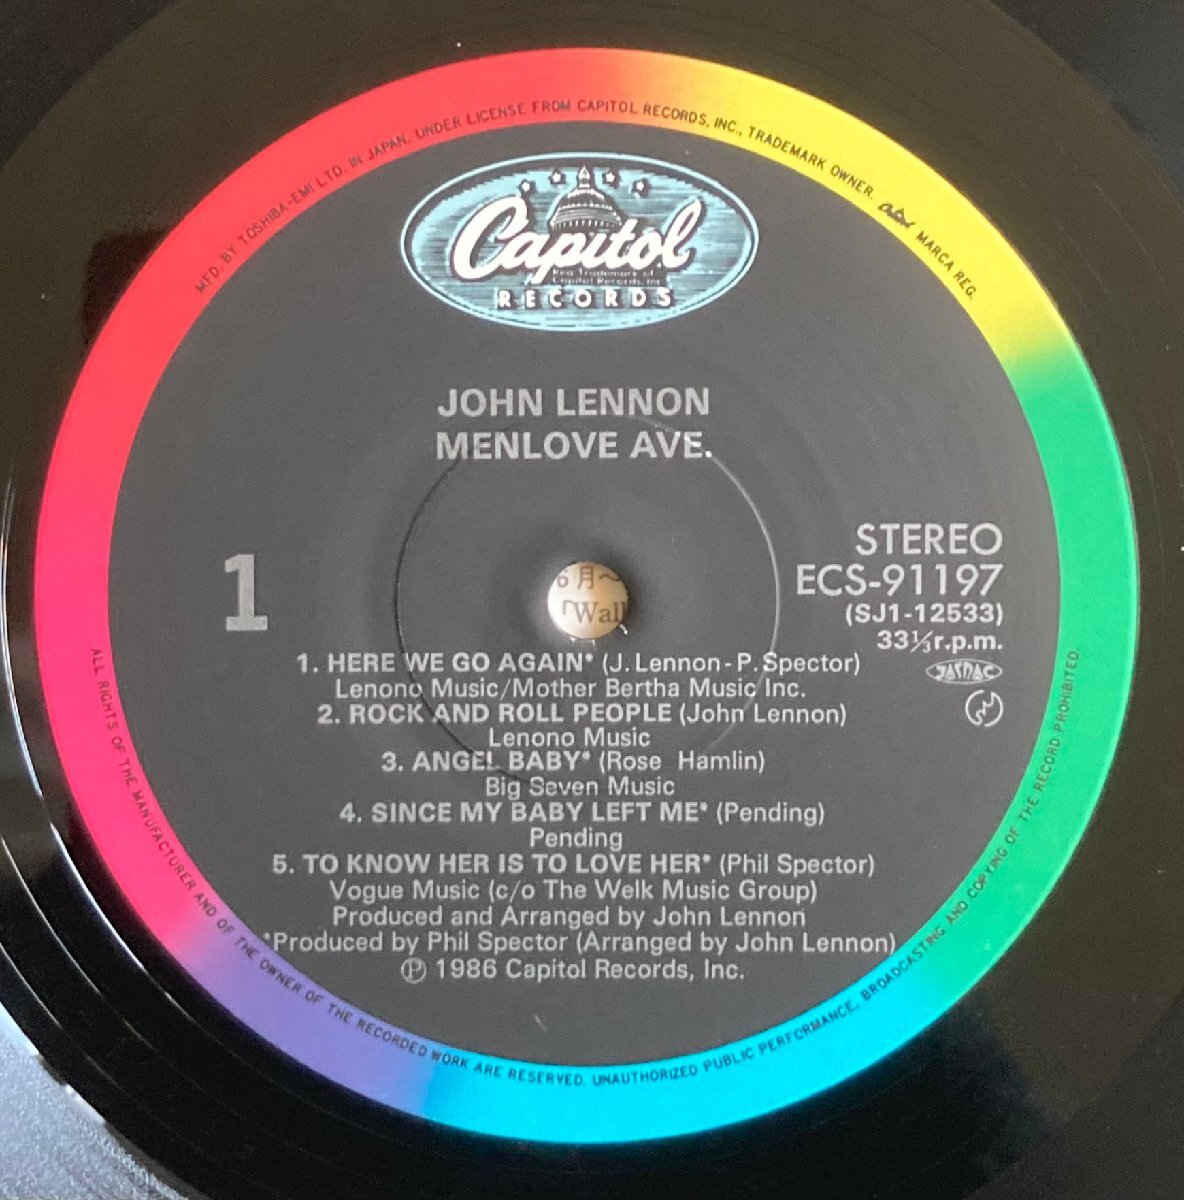 MFD. BY TOSHIBA-EMI LTD. IN JAPAN. UNDER LICENSE FROM CAPITOL RECORDS, INC., TRADEMARK OWNER. Capitol MARCA REG.
Capitol
Reg. Trademark of
Capitol Records, Inc.
RECORDS
JOHN LENNON
MENLOVE AVE.
1
STEREO
ECS-91197
(SJ1-12533)
33⅓r.p.m.
JASRAC
6月～
「Wall
1. HERE WE GO AGAIN* (J. Lennon - P. Spector)
Lenono Music/Mother Bertha Music Inc.
2. ROCK AND ROLL PEOPLE (John Lennon)
Lenono Music
3. ANGEL BABY* (Rose Hamlin)
Big Seven Music
4. SINCE MY BABY LEFT ME* (Pending)
Pending
5. TO KNOW HER IS TO LOVE HER* (Phil Spector)
Vogue Music (c/o The Welk Music Group)
Produced and Arranged by John Lennon
*Produced by Phil Spector (Arranged by John Lennon)
℗ 1986 Capitol Records, Inc.
ALL RIGHTS OF THE MANUFACTURER AND OF THE OWNER OF THE RECORDED WORK ARE RESERVED. UNAUTHORIZED PUBLIC PERFORMANCE, BROADCASTING AND COPYING OF THE RECORD PROHIBITED.